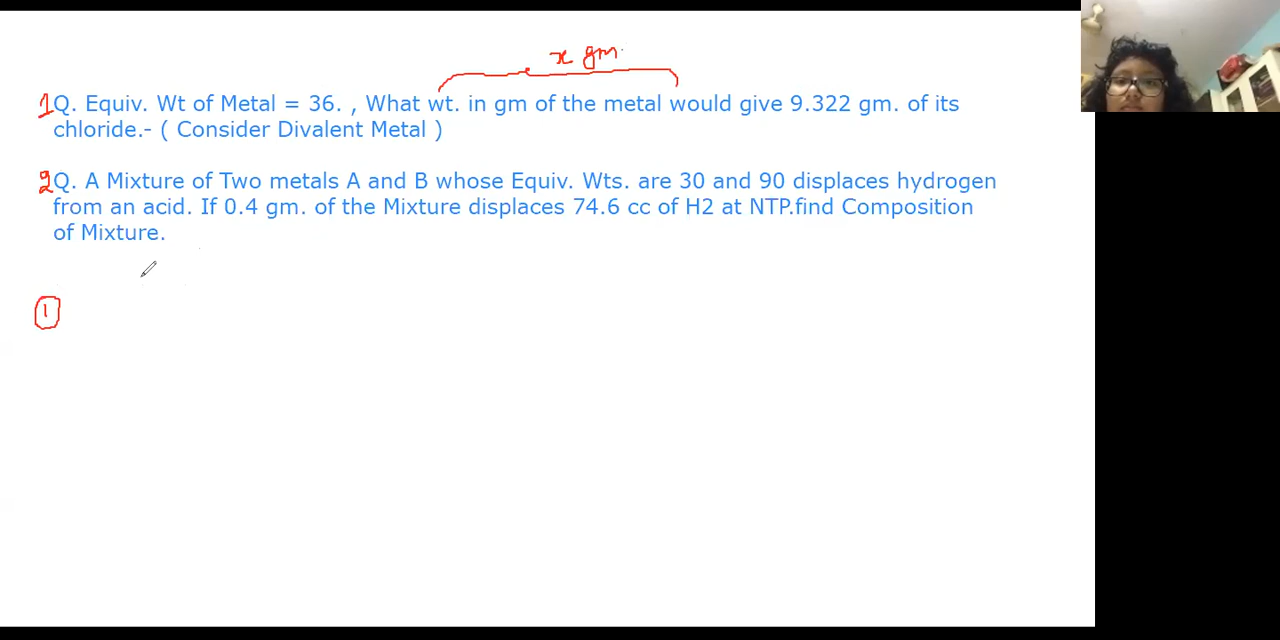 x gm.
1Q. Equiv. Wt of Metal = 36. , What wt. in gm of the metal would give 9.322 gm. of its
chloride.- ( Consider Divalent Metal )
2Q. A Mixture of Two metals A and B whose Equiv. Wts. are 30 and 90 displaces hydrogen
from an acid. If 0.4 gm. of the Mixture displaces 74.6 cc of H2 at NTP.find Composition
of Mixture.
1